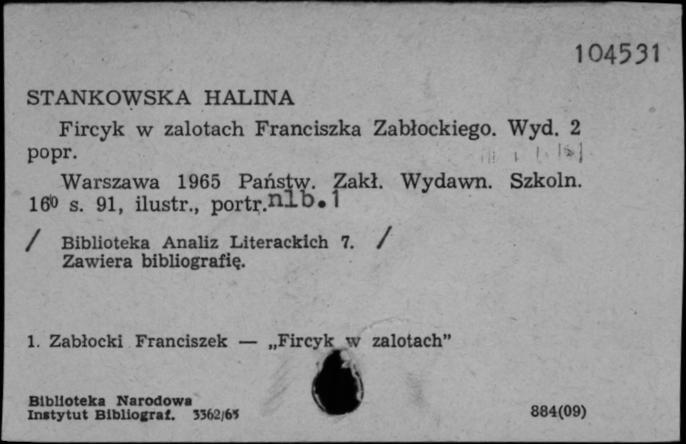 104531
STANKOWSKA HALINA
Fircyk w zalotach Franciszka Zabłockiego. Wyd. 2
popr.
Warszawa 1965 Państw. Zakł. Wydawn. Szkoln.
16⁰ s. 91, ilustr., portr. nlb.1
/ Biblioteka Analiz Literackich 7. /
Zawiera bibliografię.
1. Zabłocki Franciszek — „Fircyk w zalotach”
Biblioteka Narodowa
Instytut Bibliograf. 3362/65 884(09)